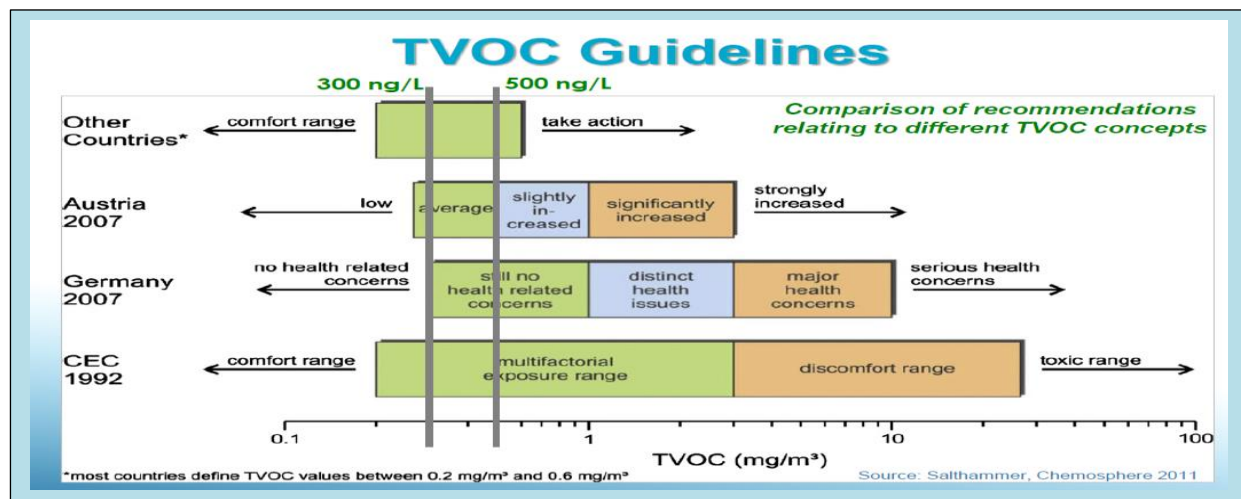 TVOC Guidelines
300 ng/L
500 ng/L
Comparison of recommendations
relating to different TVOC concepts
Other
Countries*
comfort range
take action
Austria
2007
low
average
slightly
in-
creased
significantly
increased
strongly
increased
Germany
2007
no health related
concerns
still no
health related
concerns
distinct
health
issues
major
health
concerns
serious health
concerns
CEC
1992
comfort range
multifactorial
exposure range
discomfort range
toxic range
0.1
1
10
100
TVOC (mg/m³)
*most countries define TVOC values between 0.2 mg/m³ and 0.6 mg/m³
Source: Salthammer, Chemosphere 2011